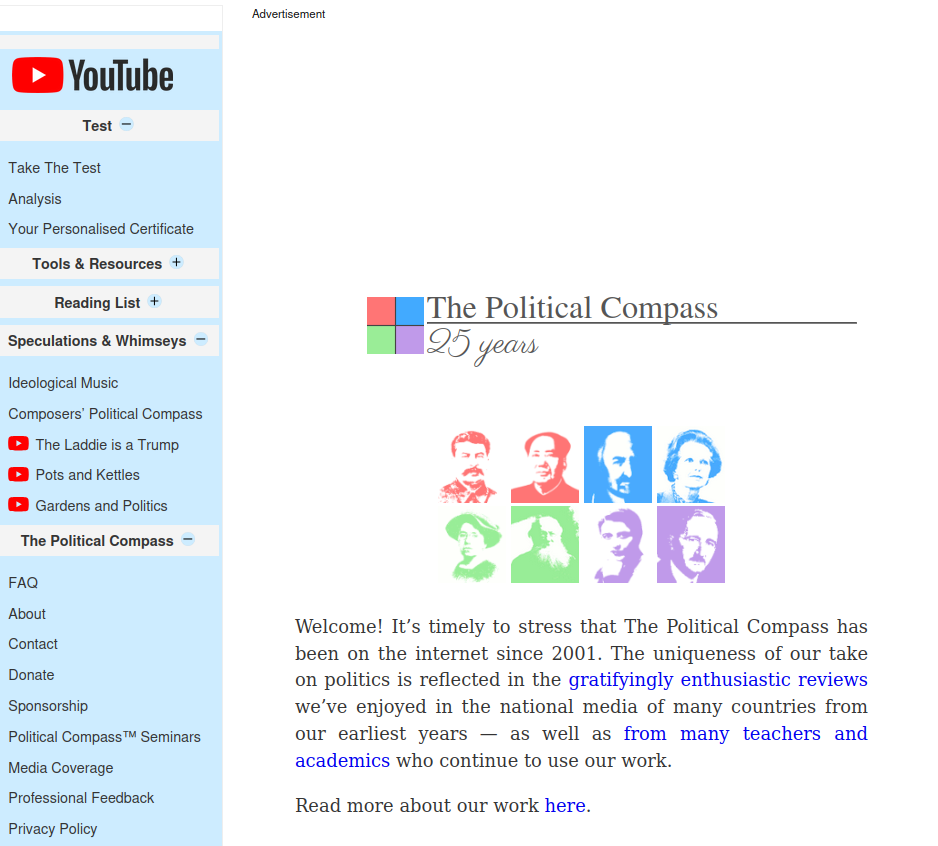 Advertisement
YouTube
Test −
Take The Test
Analysis
Your Personalised Certificate
Tools & Resources +
Reading List +
Speculations & Whimseys −
Ideological Music
Composers’ Political Compass
The Laddie is a Trump
Pots and Kettles
Gardens and Politics
The Political Compass −
FAQ
About
Contact
Donate
Sponsorship
Political Compass™ Seminars
Media Coverage
Professional Feedback
Privacy Policy
The Political Compass
25 years
Welcome! It’s timely to stress that The Political Compass has
been on the internet since 2001. The uniqueness of our take
on politics is reflected in the gratifyingly enthusiastic reviews
we’ve enjoyed in the national media of many countries from
our earliest years — as well as from many teachers and
academics who continue to use our work.
Read more about our work here.